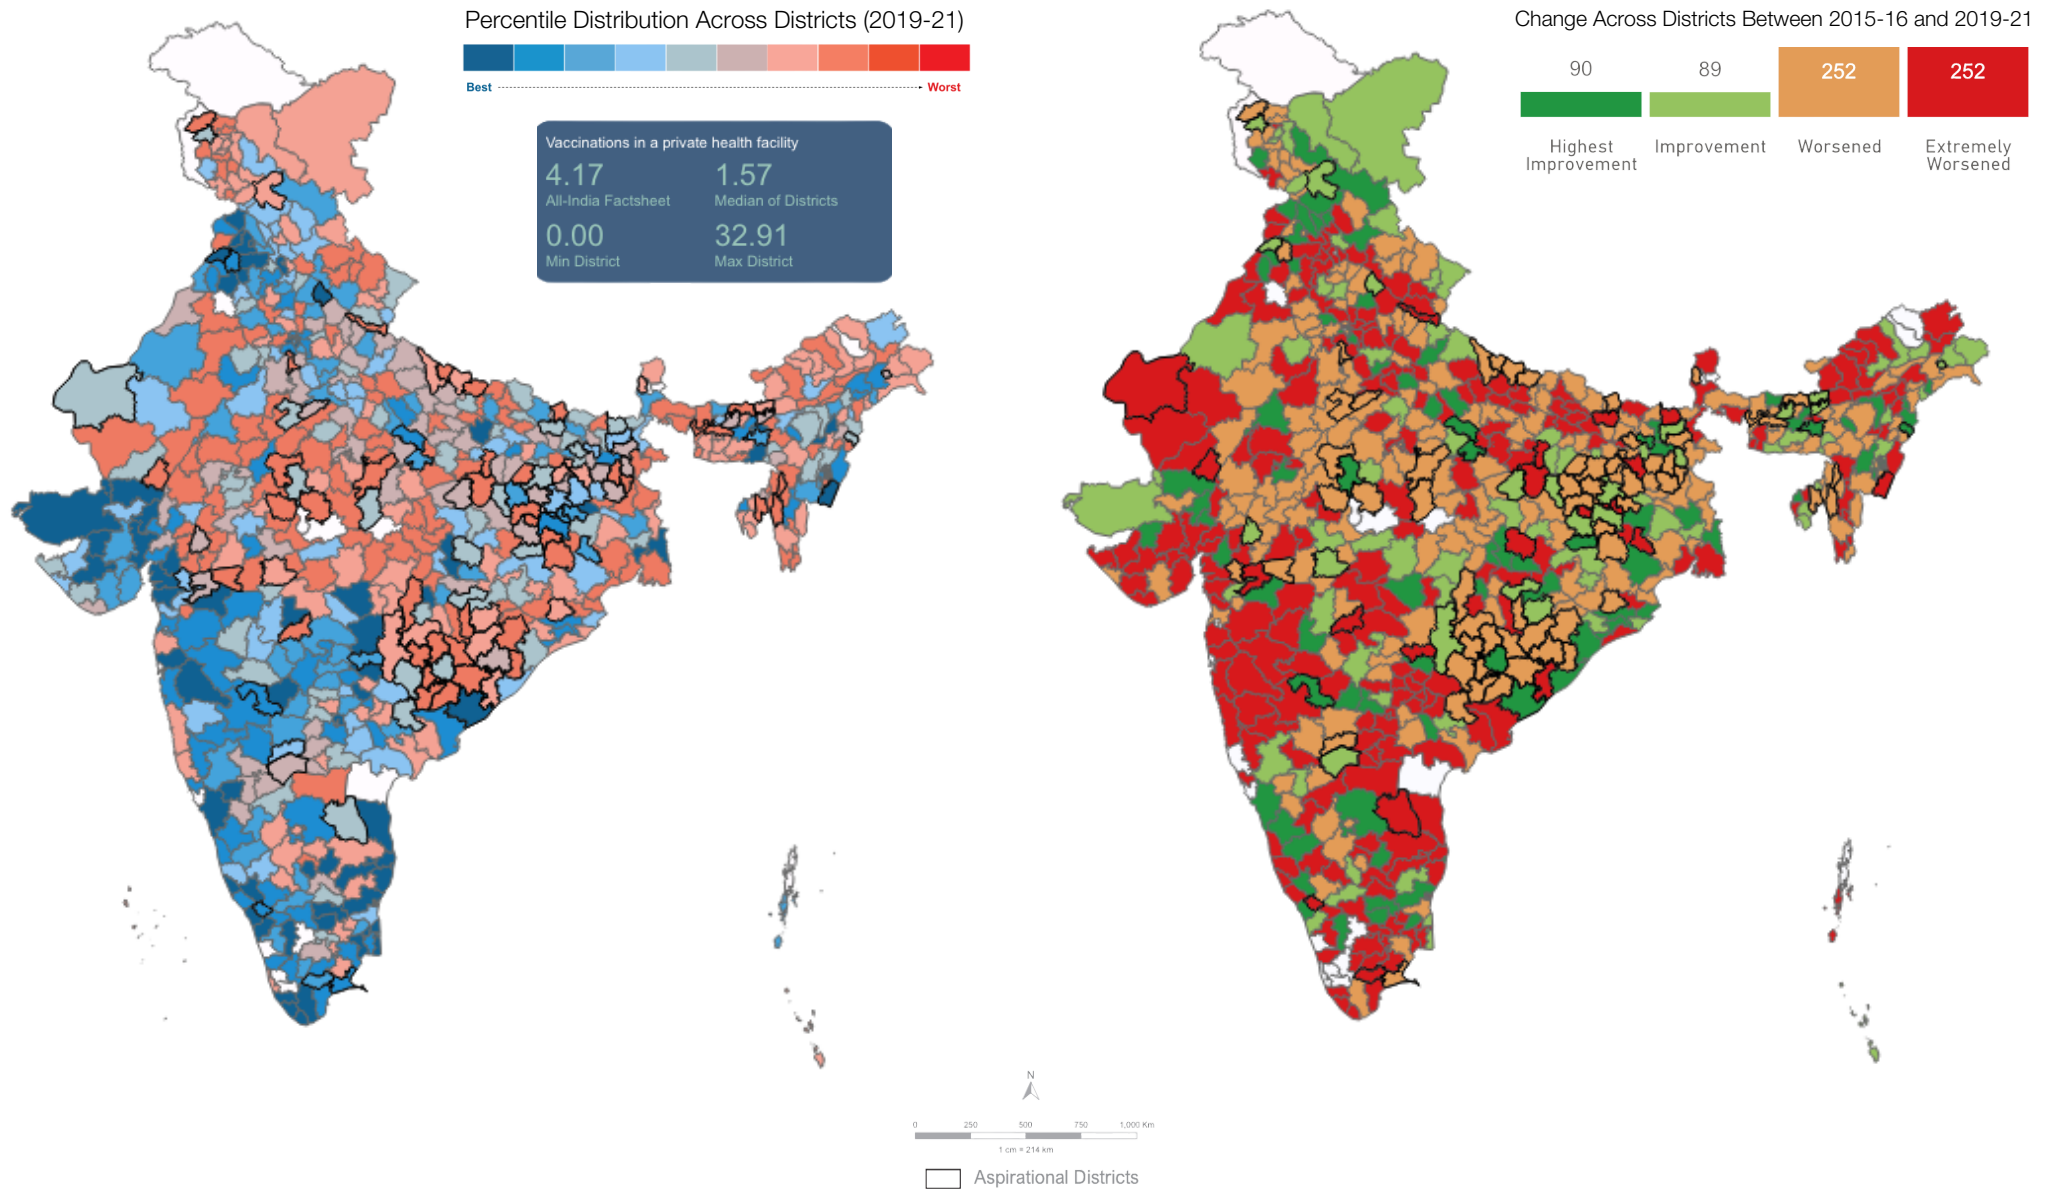 Percentile Distribution Across Districts (2019-21)
Best
Worst
Vaccinations in a private health facility
4.17
1.57
All-India Factsheet
Median of Districts
0.00
32.91
Min District
Max District
Change Across Districts Between 2015-16 and 2019-21
90
89
252
252
Highest
Improvement
Improvement
Worsened
Extremely
Worsened
N
0 250 500 750 1,000 Km
1 cm = 214 km
Aspirational Districts